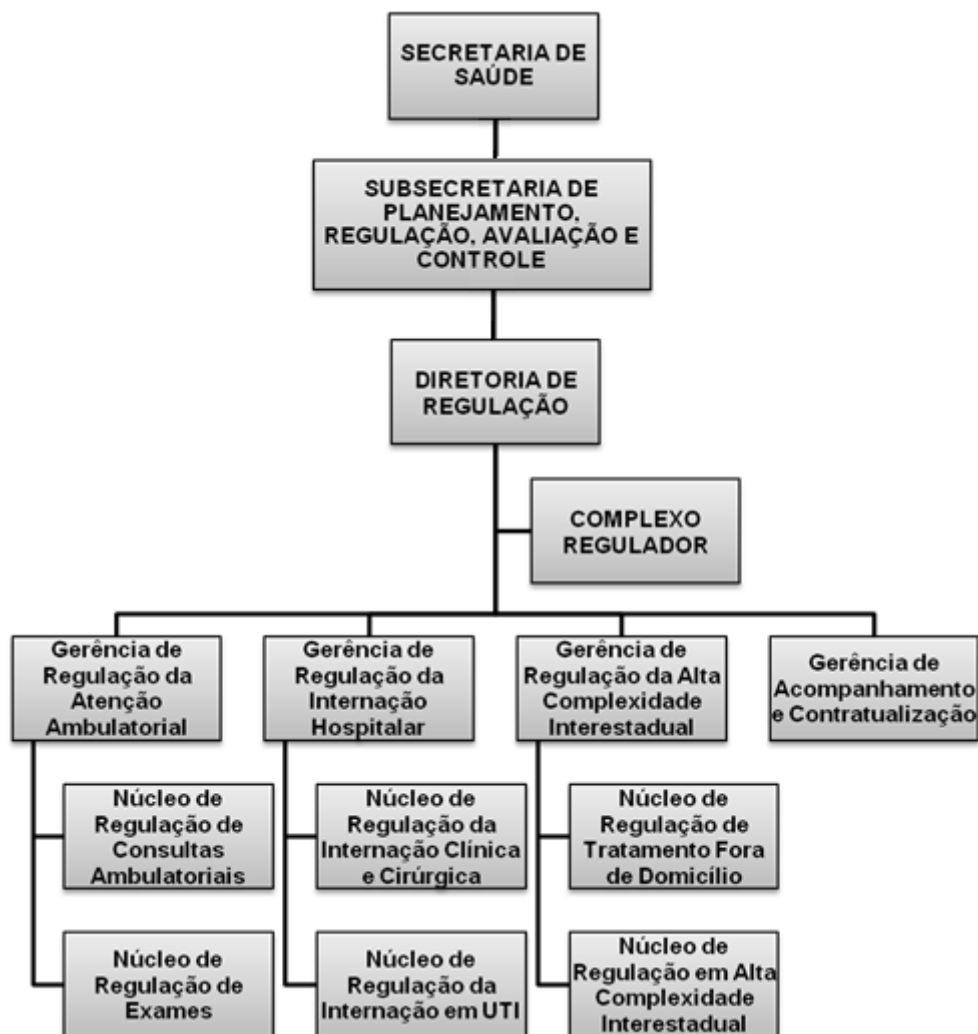 SECRETARIA DE
SAÚDE
SUBSECRETARIA DE
PLANEJAMENTO,
REGULAÇÃO, AVALIAÇÃO E
CONTROLE
DIRETORIA DE
REGULAÇÃO
COMPLEXO
REGULADOR
Gerência de
Regulação da
Atenção
Ambulatorial
Gerência de
Regulação da
Internação
Hospitalar
Gerência de
Regulação da Alta
Complexidade
Interestadual
Gerência de
Acompanhamento
e Contratualização
Núcleo de
Regulação de
Consultas
Ambulatoriais
Núcleo de
Regulação da
Internação Clínica
e Cirúrgica
Núcleo de
Regulação de
Tratamento Fora
de Domicílio
Núcleo de
Regulação de
Exames
Núcleo de
Regulação da
Internação em UTI
Núcleo de
Regulação em Alta
Complexidade
Interestadual